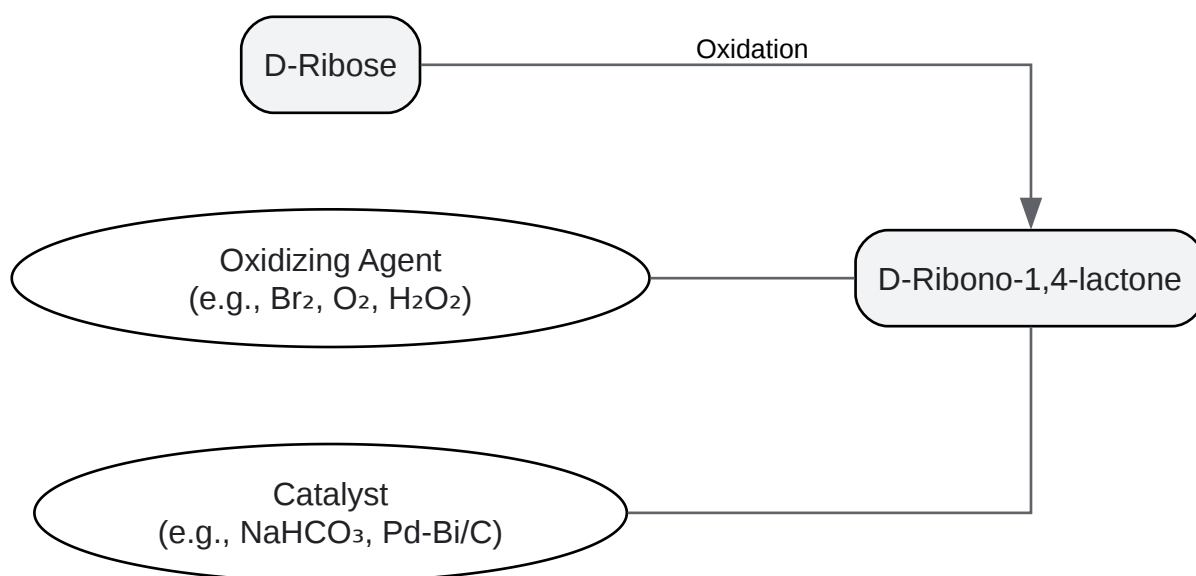 D-Ribose
Oxidation
Oxidizing Agent
(e.g., Br₂, O₂, H₂O₂)
D-Ribono-1,4-lactone
Catalyst
(e.g., NaHCO₃, Pd-Bi/C)